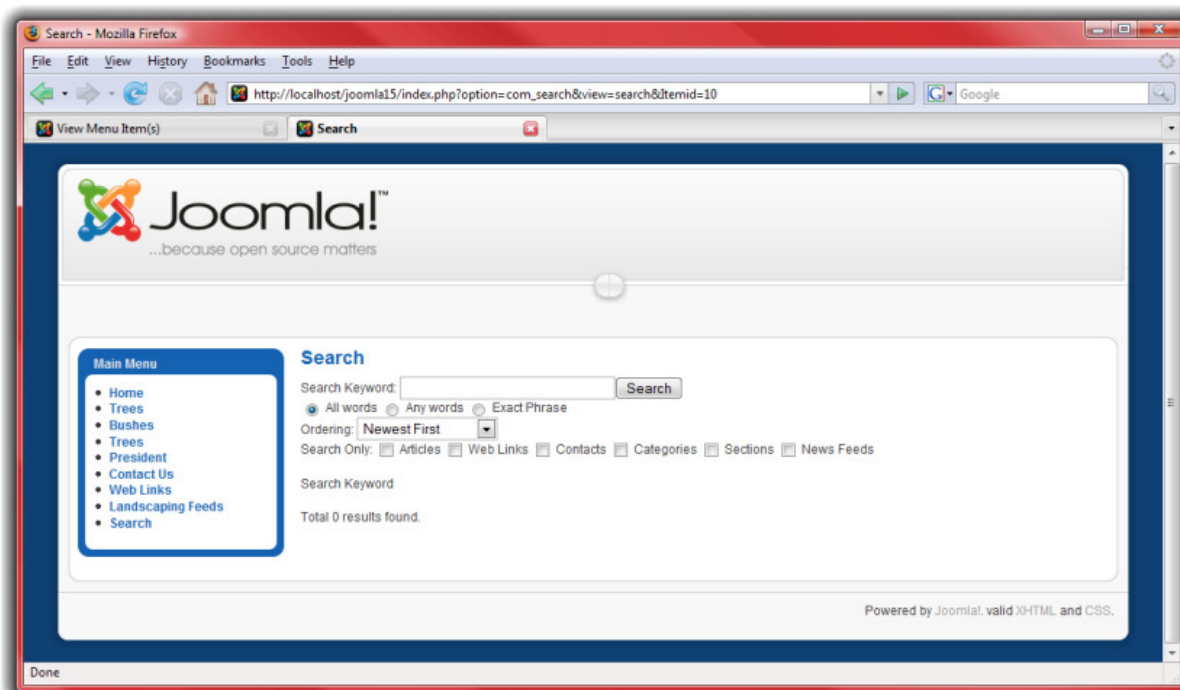 Search - Mozilla Firefox
File Edit View History Bookmarks Tools Help
http://localhost/joomla15/index.php?option=com_search&view=search&Itemid=10
Google
View Menu Item(s)
Search
Joomla!™
...because open source matters
Main Menu
Home
Trees
Bushes
Trees
President
Contact Us
Web Links
Landscaping Feeds
Search
Search
Search Keyword: Search
All words Any words Exact Phrase
Ordering: Newest First
Search Only: Articles Web Links Contacts Categories Sections News Feeds
Search Keyword
Total 0 results found.
Powered by Joomla!. valid XHTML and CSS.
Done